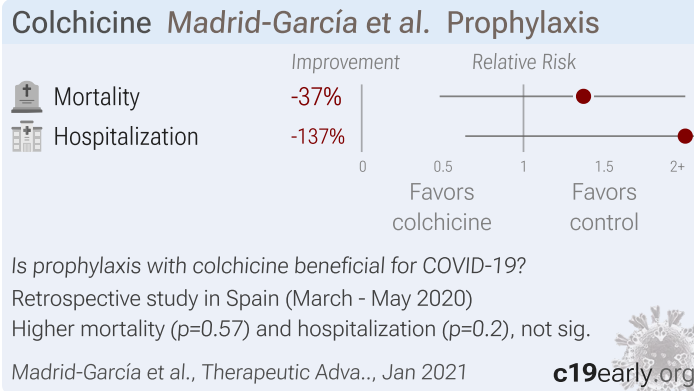 Colchicine Madrid-García et al. Prophylaxis
Improvement Relative Risk
Mortality -37%
Hospitalization -137%
0 0.5 1 1.5 2+
Favors colchicine Favors control
Is prophylaxis with colchicine beneficial for COVID-19?
Retrospective study in Spain (March - May 2020)
Higher mortality (p=0.57) and hospitalization (p=0.2), not sig.
Madrid-García et al., Therapeutic Adva.., Jan 2021 c19early.org